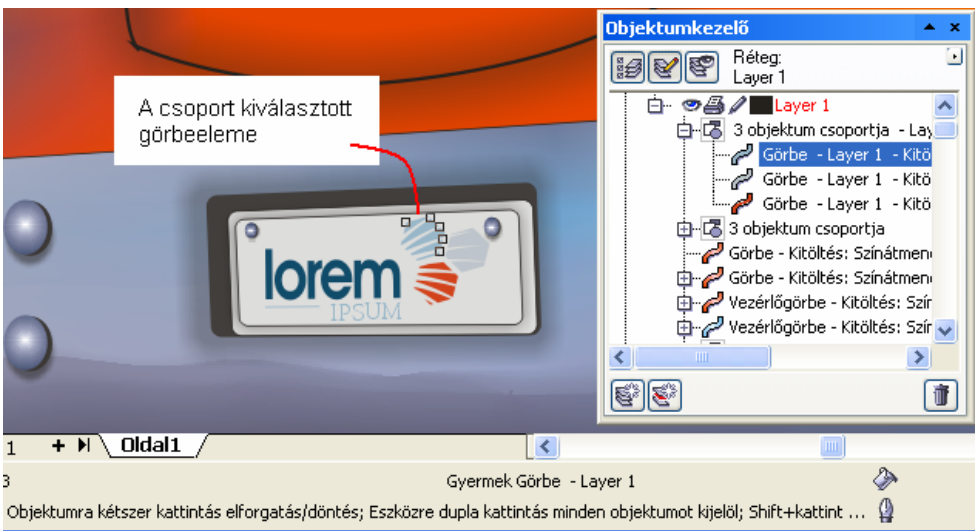 Objektumkezelő
Réteg:
Layer 1
Layer 1
3 objektum csoportja - Lay
Görbe - Layer 1 - Kitö
Görbe - Layer 1 - Kitö
Görbe - Layer 1 - Kitö
3 objektum csoportja
Görbe - Kitöltés: Színátmen
Görbe - Kitöltés: Színátmen
Vezérlőgörbe - Kitöltés: Szír
Vezérlőgörbe - Kitöltés: Szír
A csoport kiválasztott
görbeeleme
lorem
IPSUM
1 Oldal1
3 Gyermek Görbe - Layer 1
Objektumra kétszer kattintás elforgatás/döntés; Eszközre dupla kattintás minden objektumot kijelöl; Shift+kattint ...